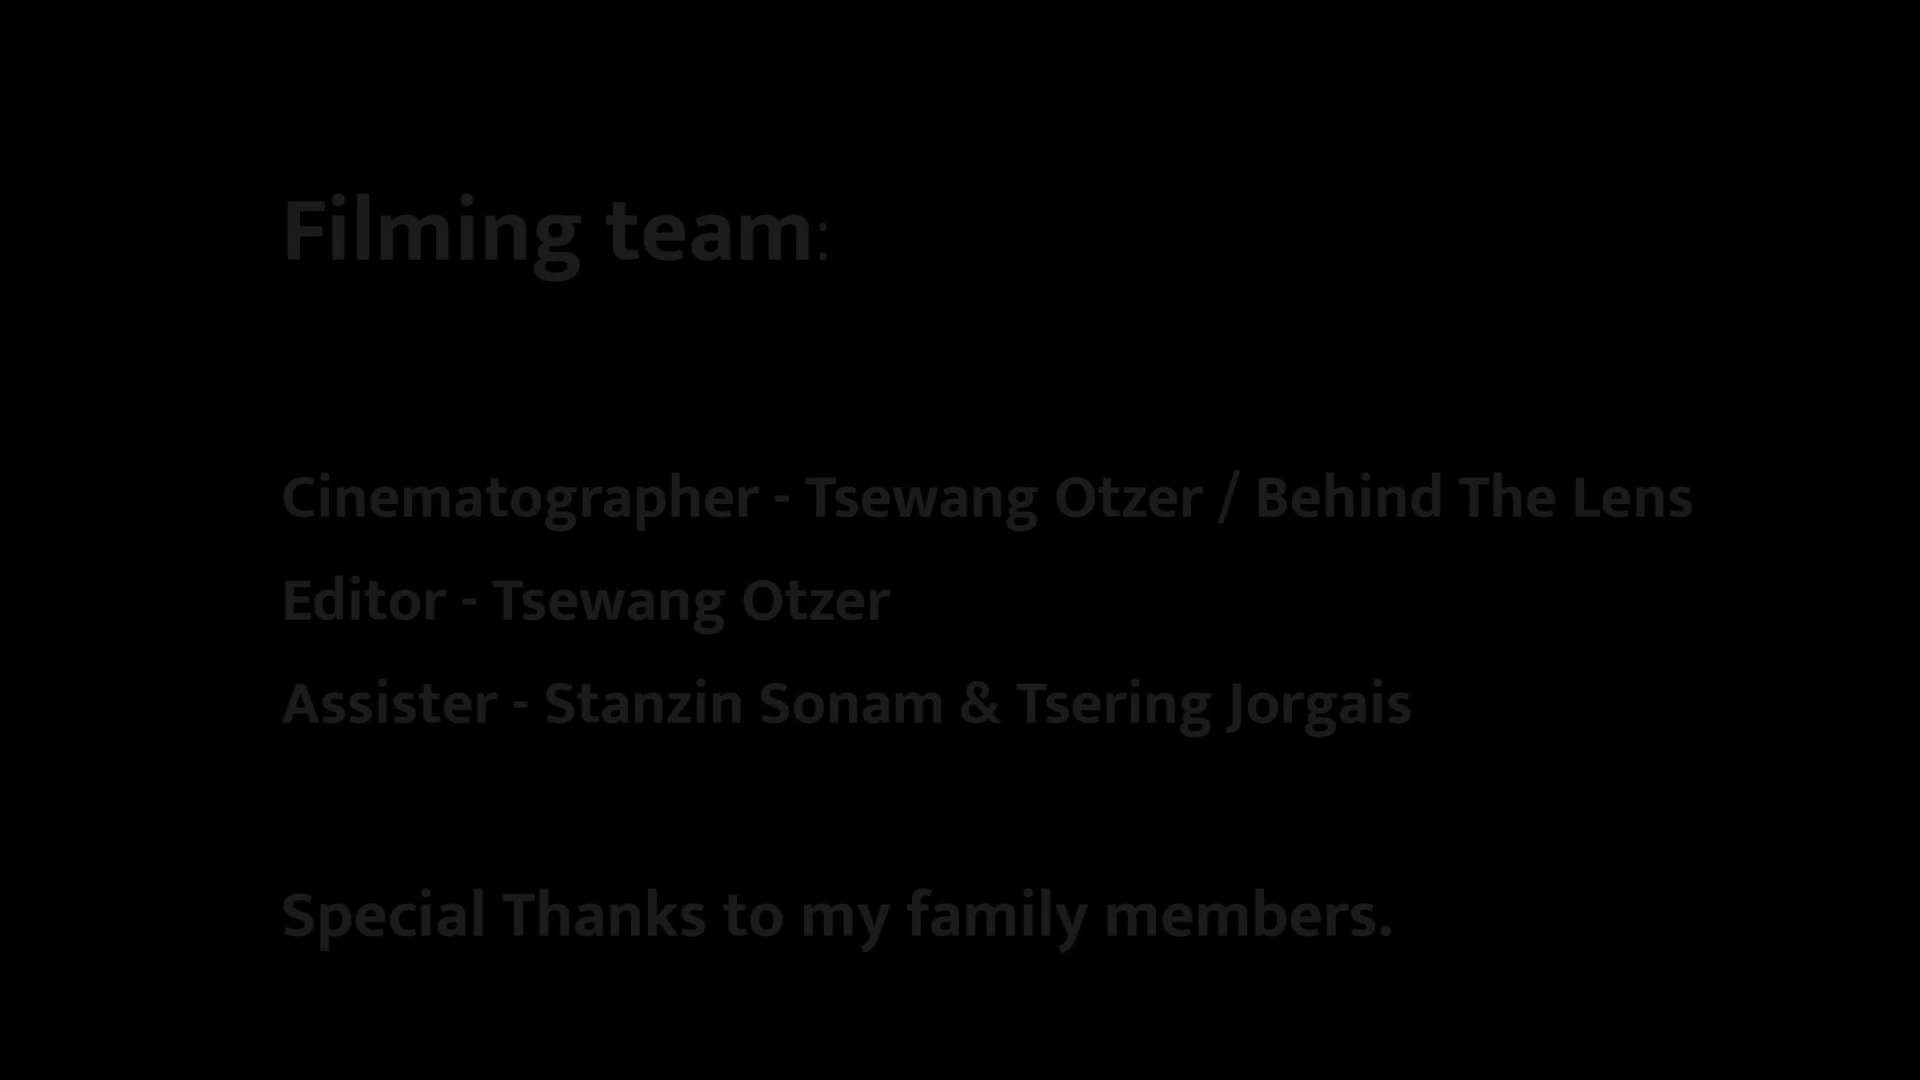 Filming team:
Cinematographer - Tsewang Otzer / Behind The Lens
Editor - Tsewang Otzer
Assister - Stanzin Sonam & Tsering Jorgais
Special Thanks to my family members.